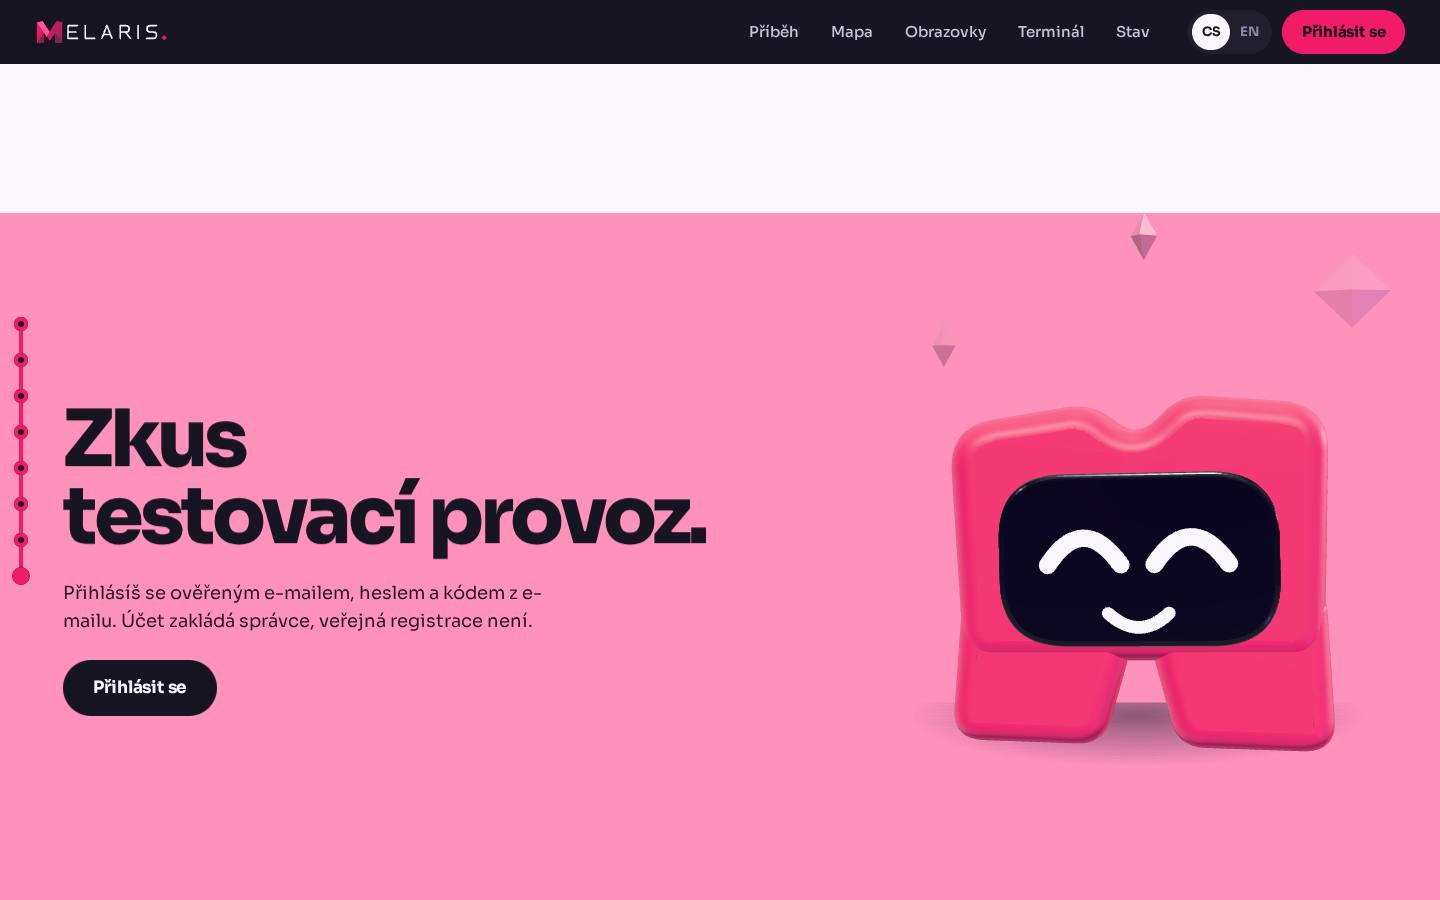 MELARIS.
Příběh
Mapa
Obrazovky
Terminál
Stav
CS
EN
Přihlásit se
Zkus
testovací provoz.
Přihlásíš se ověřeným e-mailem, heslem a kódem z e-
mailu. Účet zakládá správce, veřejná registrace není.
Přihlásit se